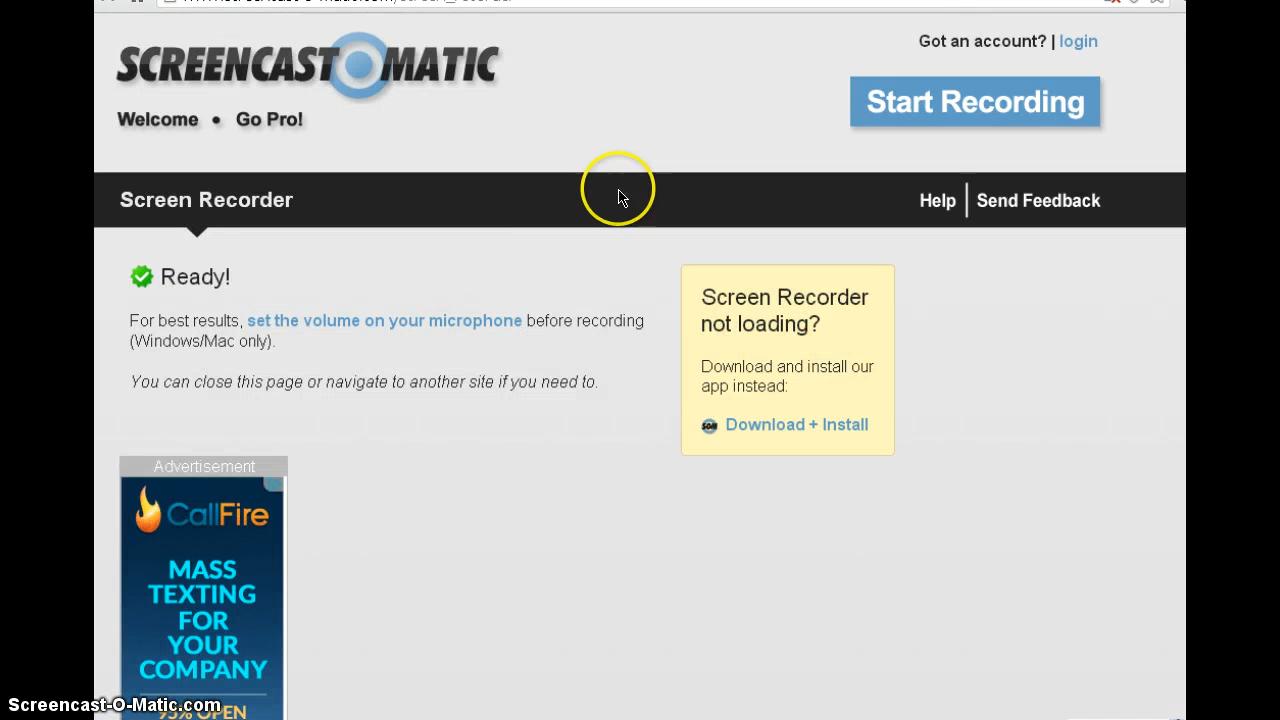 SCREENCAST-O-MATIC
Got an account? | login
Start Recording
Welcome • Go Pro!
Screen Recorder
Help | Send Feedback
Ready!
For best results, set the volume on your microphone before recording
(Windows/Mac only).
You can close this page or navigate to another site if you need to.
Screen Recorder
not loading?
Download and install our
app instead:
SOM Download + Install
Advertisement
CallFire
MASS
TEXTING
FOR
YOUR
COMPANY
95% OPEN
Screencast-O-Matic.com